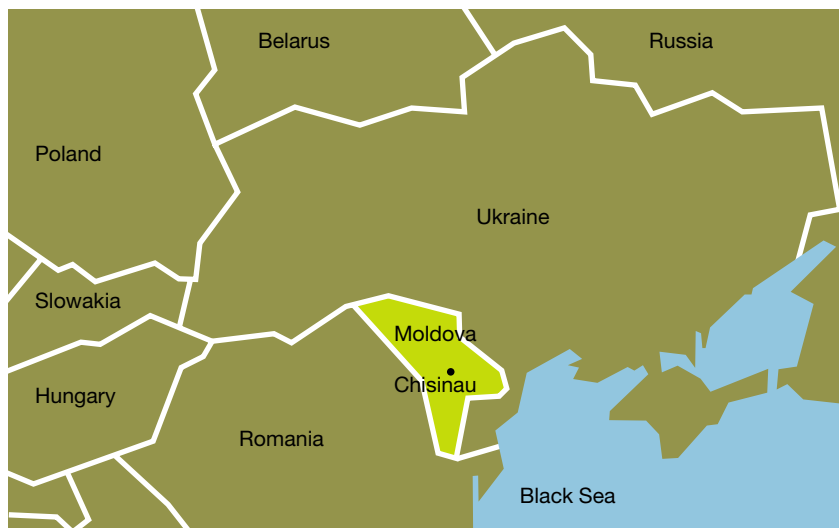 Belarus
Russia
Poland
Ukraine
Slowakia
Moldova
Chisinau
Hungary
Romania
Black Sea